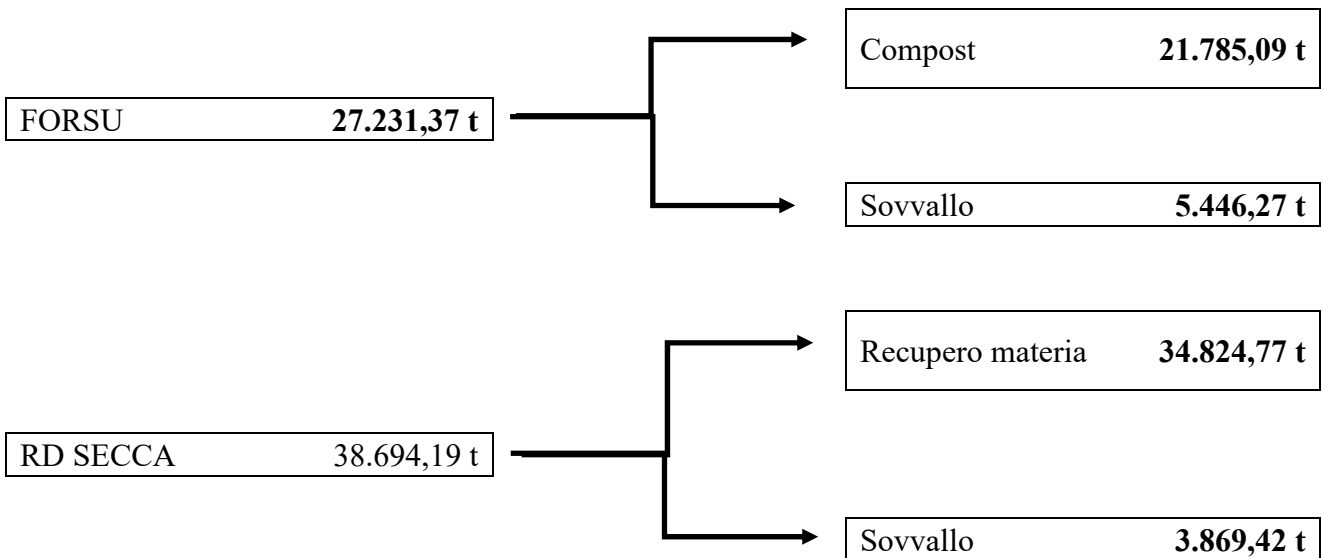 Compost 21.785,09 t
FORSU 27.231,37 t
Sovvallo 5.446,27 t
Recupero materia 34.824,77 t
RD SECCA 38.694,19 t
Sovvallo 3.869,42 t